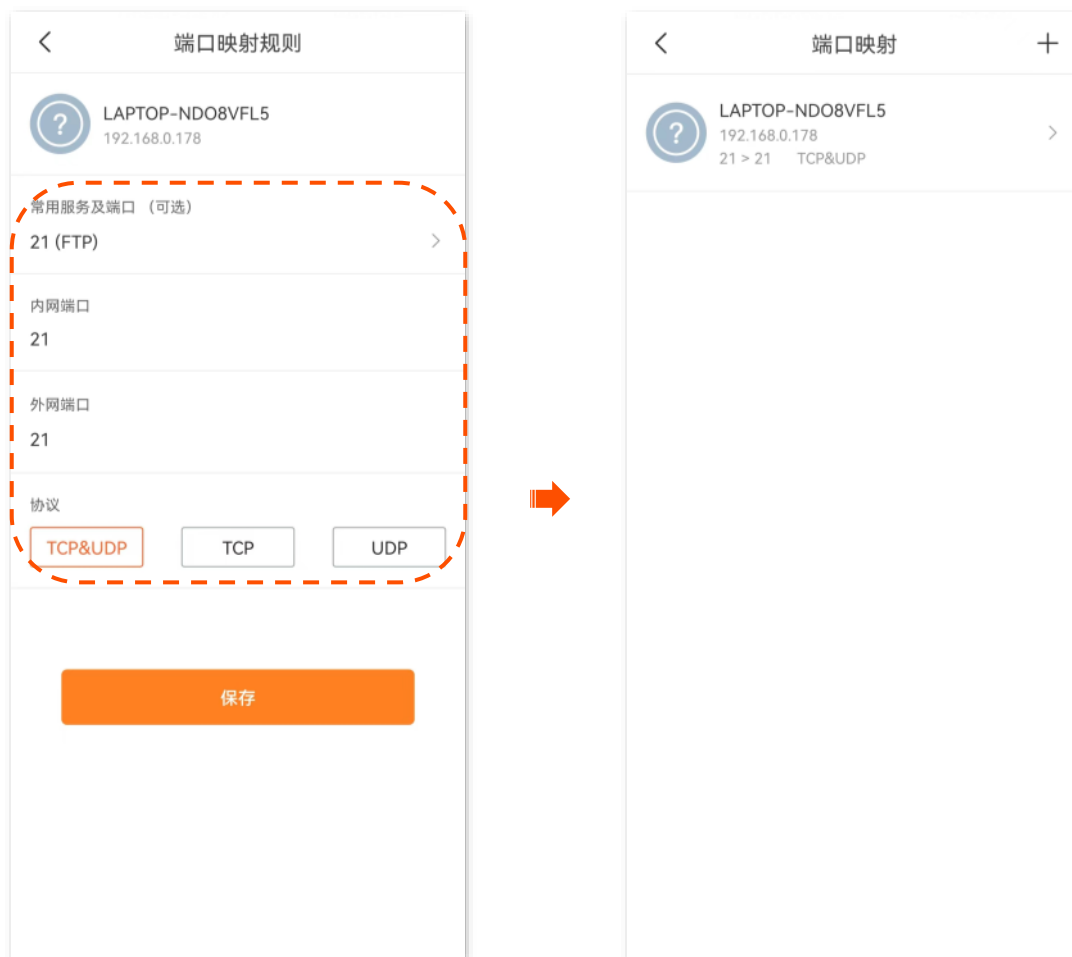 端口映射规则
LAPTOP-NDO8VFL5
192.168.0.178
常用服务及端口 （可选）
21 (FTP)
内网端口
21
外网端口
21
协议
TCP&UDP
TCP
UDP
保存
端口映射
LAPTOP-NDO8VFL5
192.168.0.178
21 > 21 TCP&UDP